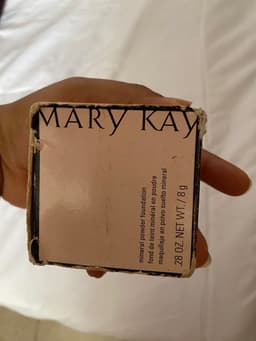 MARY KAY
mineral powder foundation
fond de teint minéral en poudre
maquillaje en polvo suelto mineral
.28 OZ. NET WT. / 8 g